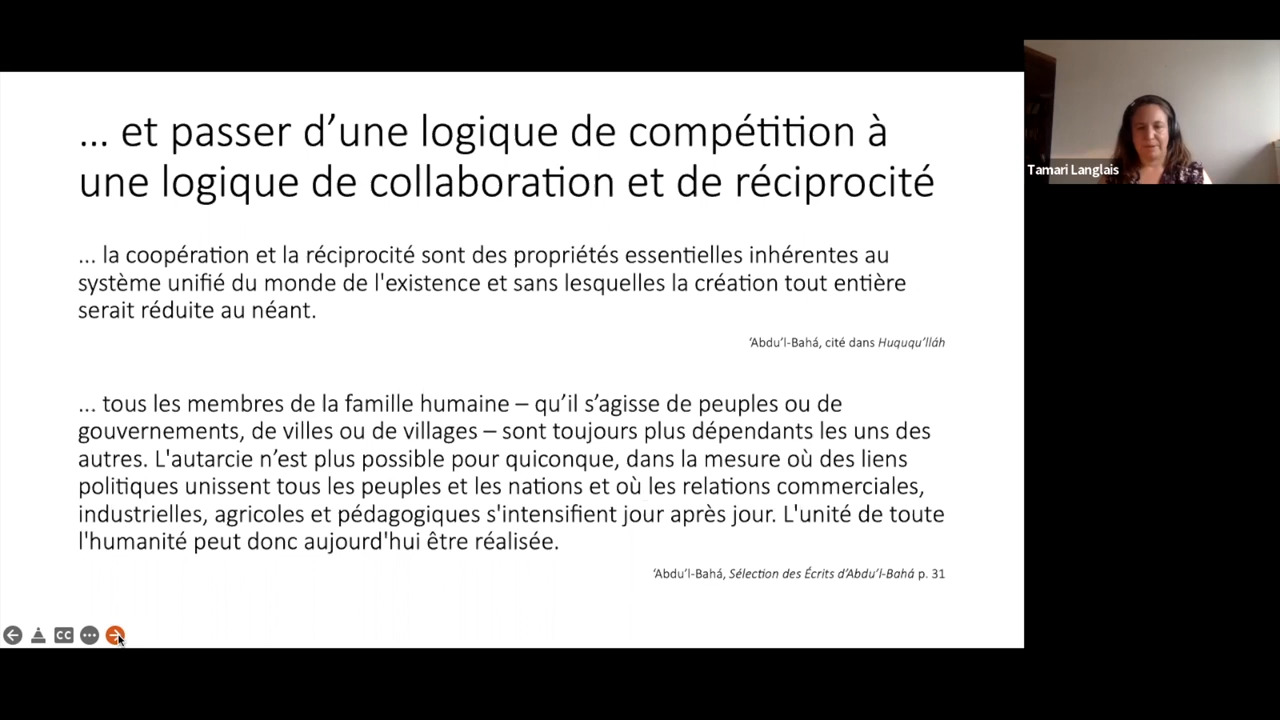 ... et passer d’une logique de compétition à
une logique de collaboration et de réciprocité
... la coopération et la réciprocité sont des propriétés essentielles inhérentes au
système unifié du monde de l'existence et sans lesquelles la création tout entière
serait réduite au néant.
‘Abdu’l-Bahá, cité dans Huququ’lláh
... tous les membres de la famille humaine – qu’il s’agisse de peuples ou de
gouvernements, de villes ou de villages – sont toujours plus dépendants les uns des
autres. L'autarcie n’est plus possible pour quiconque, dans la mesure où des liens
politiques unissent tous les peuples et les nations et où les relations commerciales,
industrielles, agricoles et pédagogiques s'intensifient jour après jour. L'unité de toute
l'humanité peut donc aujourd'hui être réalisée.
‘Abdu’l-Bahá, Sélection des Écrits d’Abdu’l-Bahá p. 31
CC
Tamari Langlais